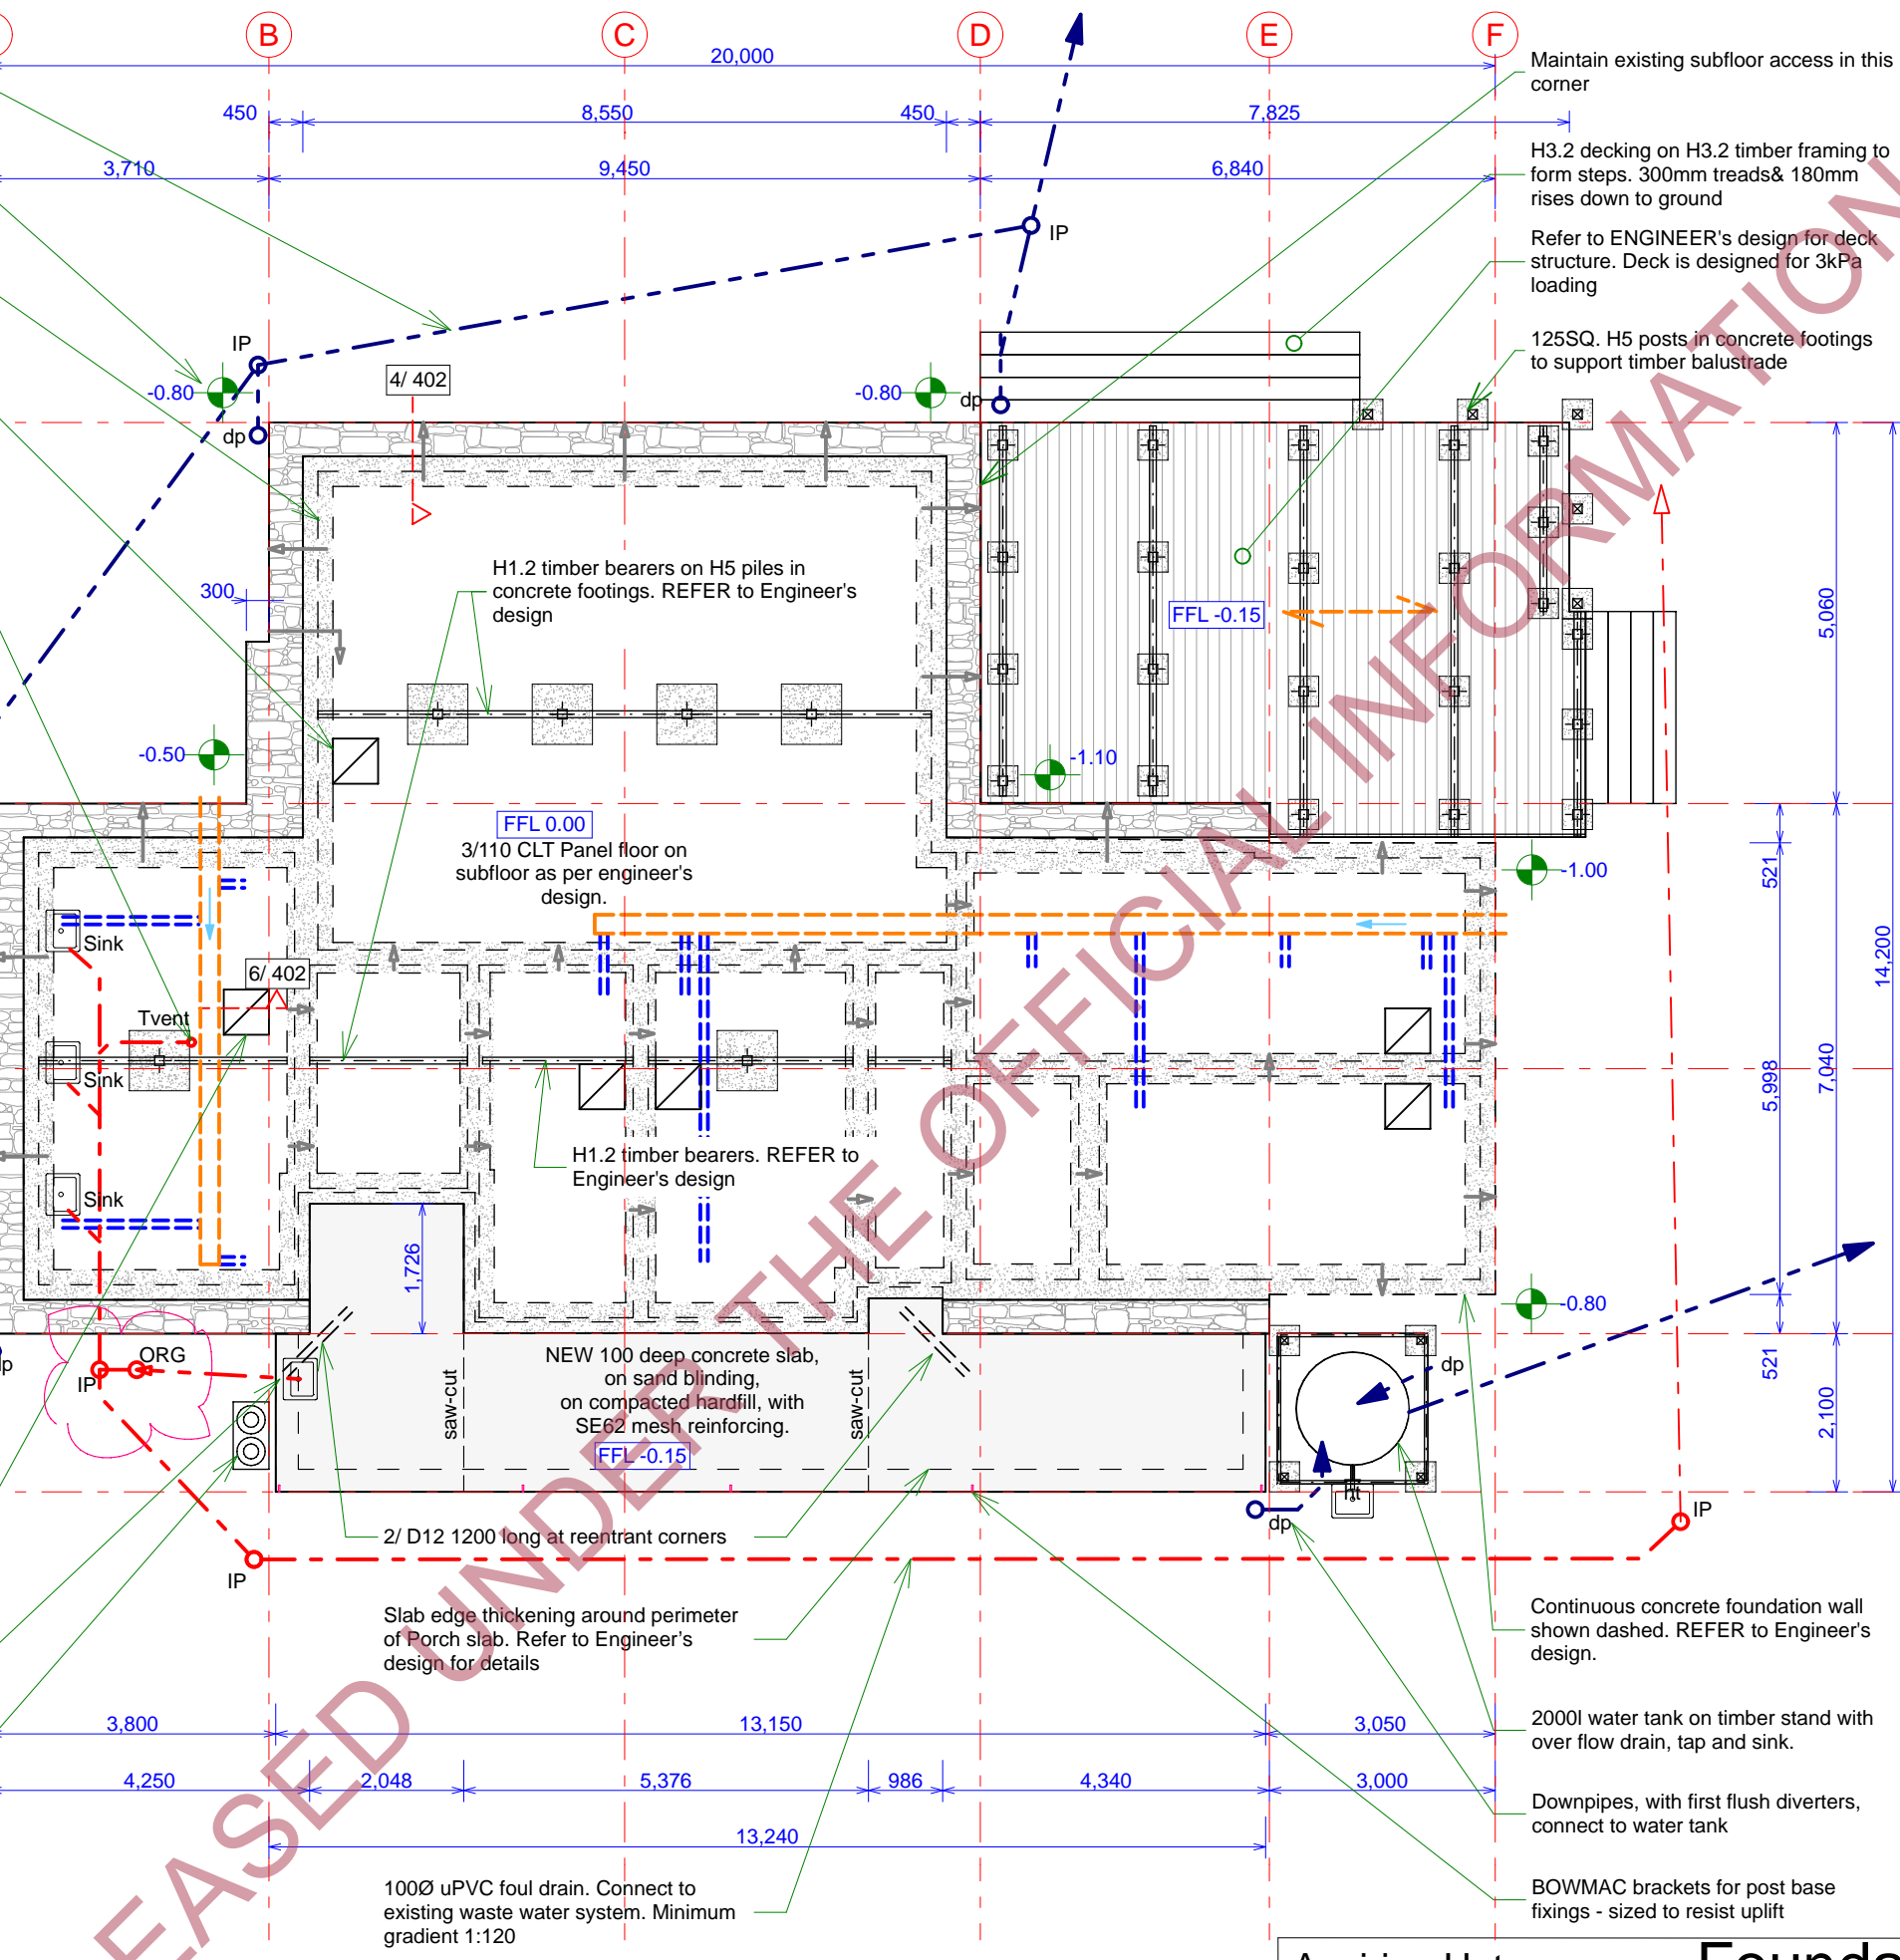 B
C
D
E
F
20,000
Maintain existing subfloor access in this
corner
450
8,550
450
7,825
3,710
9,450
6,840
H3.2 decking on H3.2 timber framing to
form steps. 300mm treads& 180mm
rises down to ground
IP
Refer to ENGINEER's design for deck
structure. Deck is designed for 3kPa
loading
IP
125SQ. H5 posts in concrete footings
to support timber balustrade
-0.80
4/ 402
-0.80
dp
dp
H1.2 timber bearers on H5 piles in
concrete footings. REFER to Engineer's
design
300
FFL -0.15
5,060
-0.50
-1.10
FFL 0.00
3/110 CLT Panel floor on
subfloor as per engineer's
design.
521
-1.00
Sink
6/ 402
14,200
Tvent
Sink
5,998
7,040
H1.2 timber bearers. REFER to
Engineer's design
Sink
1,726
-0.80
dp
ORG
IP
NEW 100 deep concrete slab,
on sand blinding,
on compacted hardfill, with
SE62 mesh reinforcing.
FFL -0.15
saw-cut
saw-cut
dp
521
2,100
dp
IP
2/ D12 1200 long at reentrant corners
IP
Slab edge thickening around perimeter
of Porch slab. Refer to Engineer's
design for details
Continuous concrete foundation wall
shown dashed. REFER to Engineer's
design.
3,800
13,150
3,050
2000l water tank on timber stand with
over flow drain, tap and sink.
4,250
2,048
5,376
986
4,340
3,000
Downpipes, with first flush diverters,
connect to water tank
13,240
100Ø uPVC foul drain. Connect to
existing waste water system. Minimum
gradient 1:120
BOWMAC brackets for post base
fixings - sized to resist uplift
EASED UNDER THE OFFICIAL INFORMATION